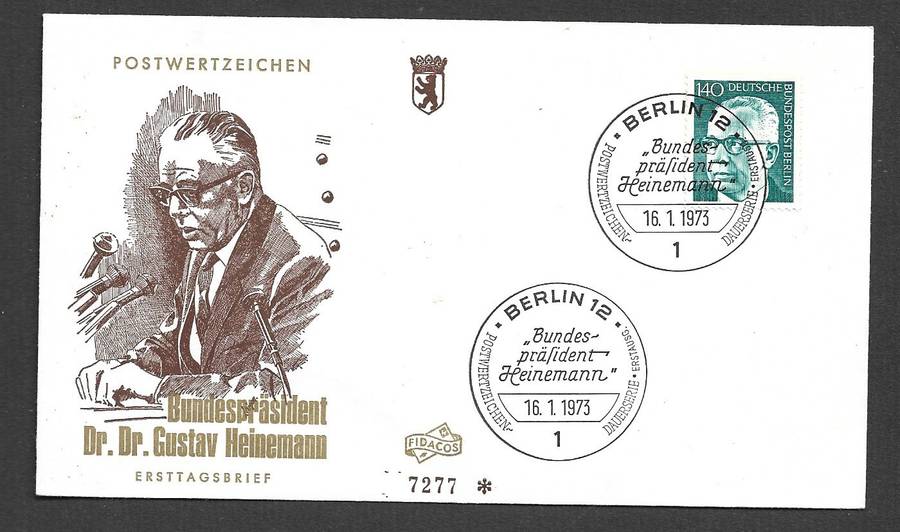 POSTWERTZEICHEN
Bundespräsident
Dr. Dr. Gustav Heinemann
ERSTTAGSBRIEF
FIDACOS
7277 *
140 DEUTSCHE
BUNDESPOST BERLIN
BERLIN 12
„Bundes-
präsident
Heinemann"
16.1.1973
1
POSTWERTZEICHEN-
DAUERSERIE • ERSTAUSG.
BERLIN 12
„Bundes-
präsident
Heinemann"
16.1.1973
1
POSTWERTZEICHEN-
DAUERSERIE • ERSTAUSG.